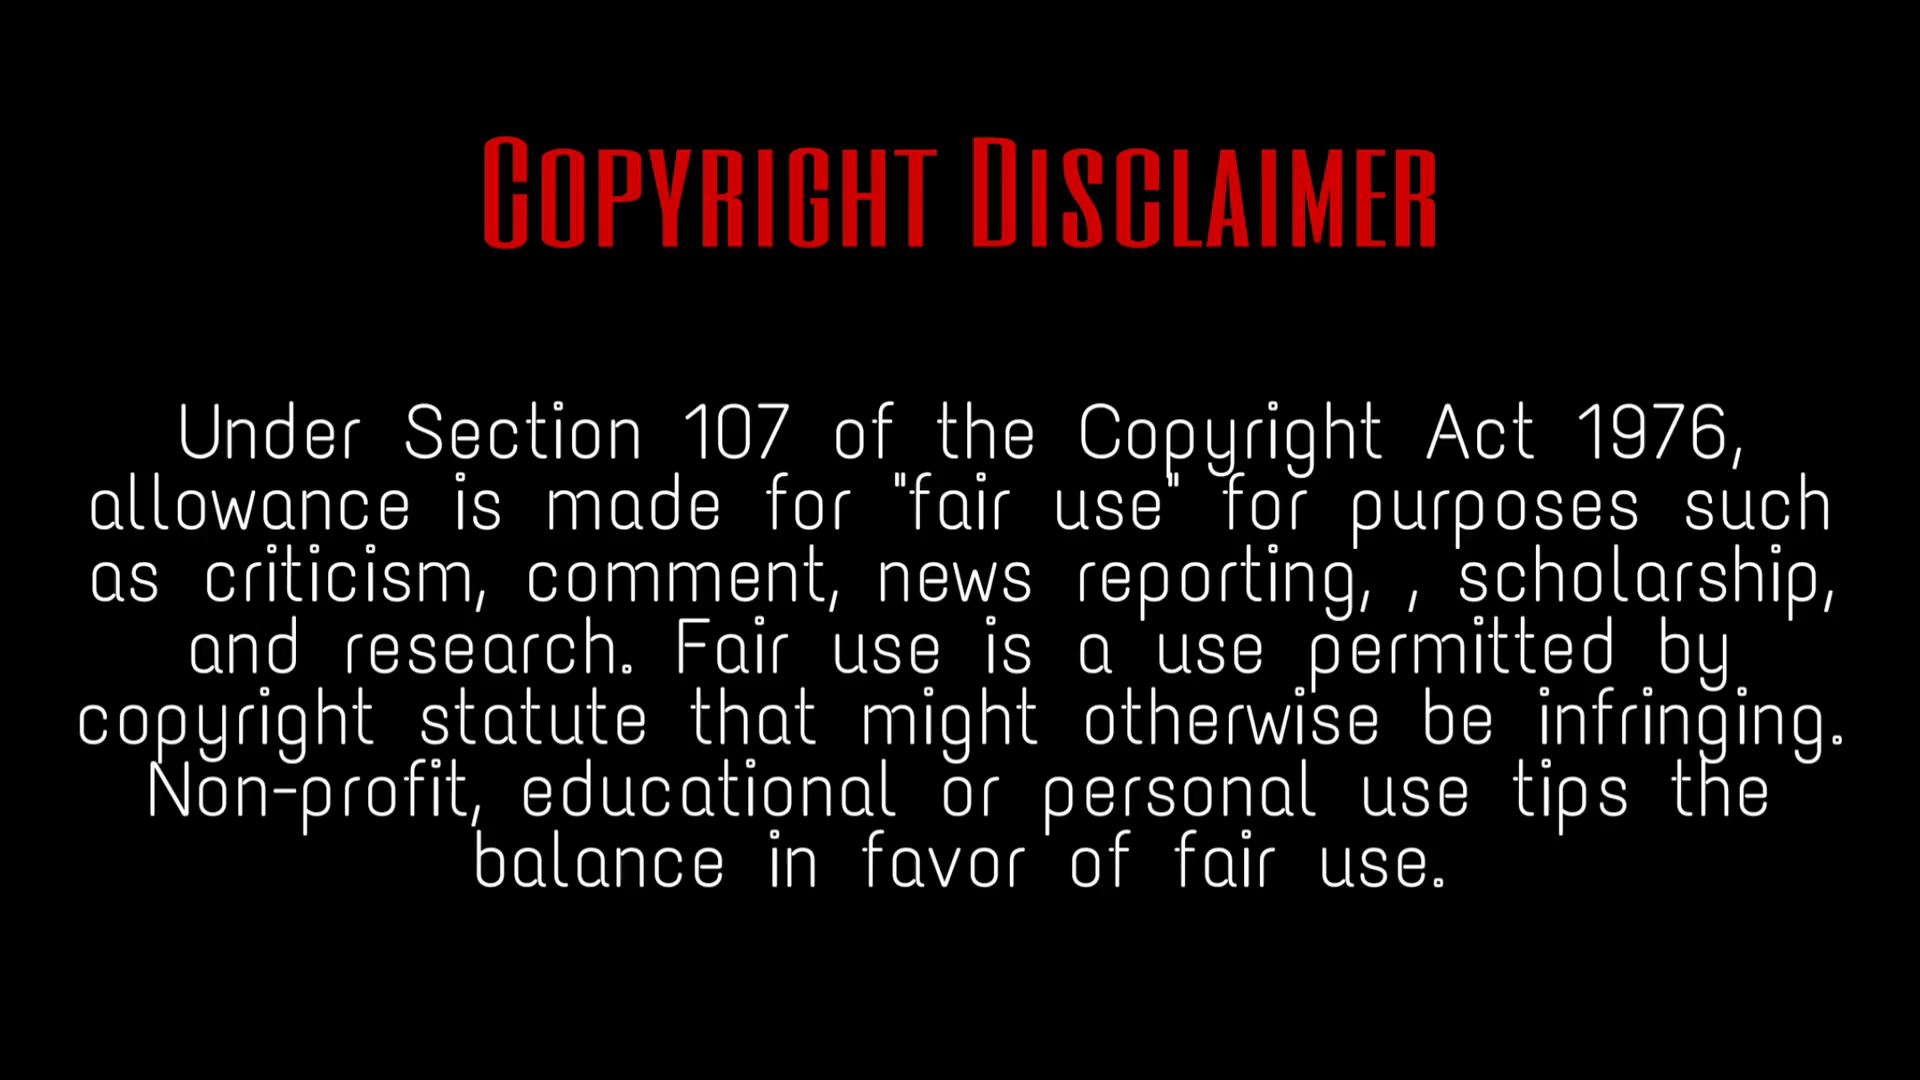 Copyright Disclaimer
Under Section 107 of the Copyright Act 1976,
allowance is made for "fair use" for purposes such
as criticism, comment, news reporting, , scholarship,
and research. Fair use is a use permitted by
copyright statute that might otherwise be infringing.
Non-profit, educational or personal use tips the
balance in favor of fair use.